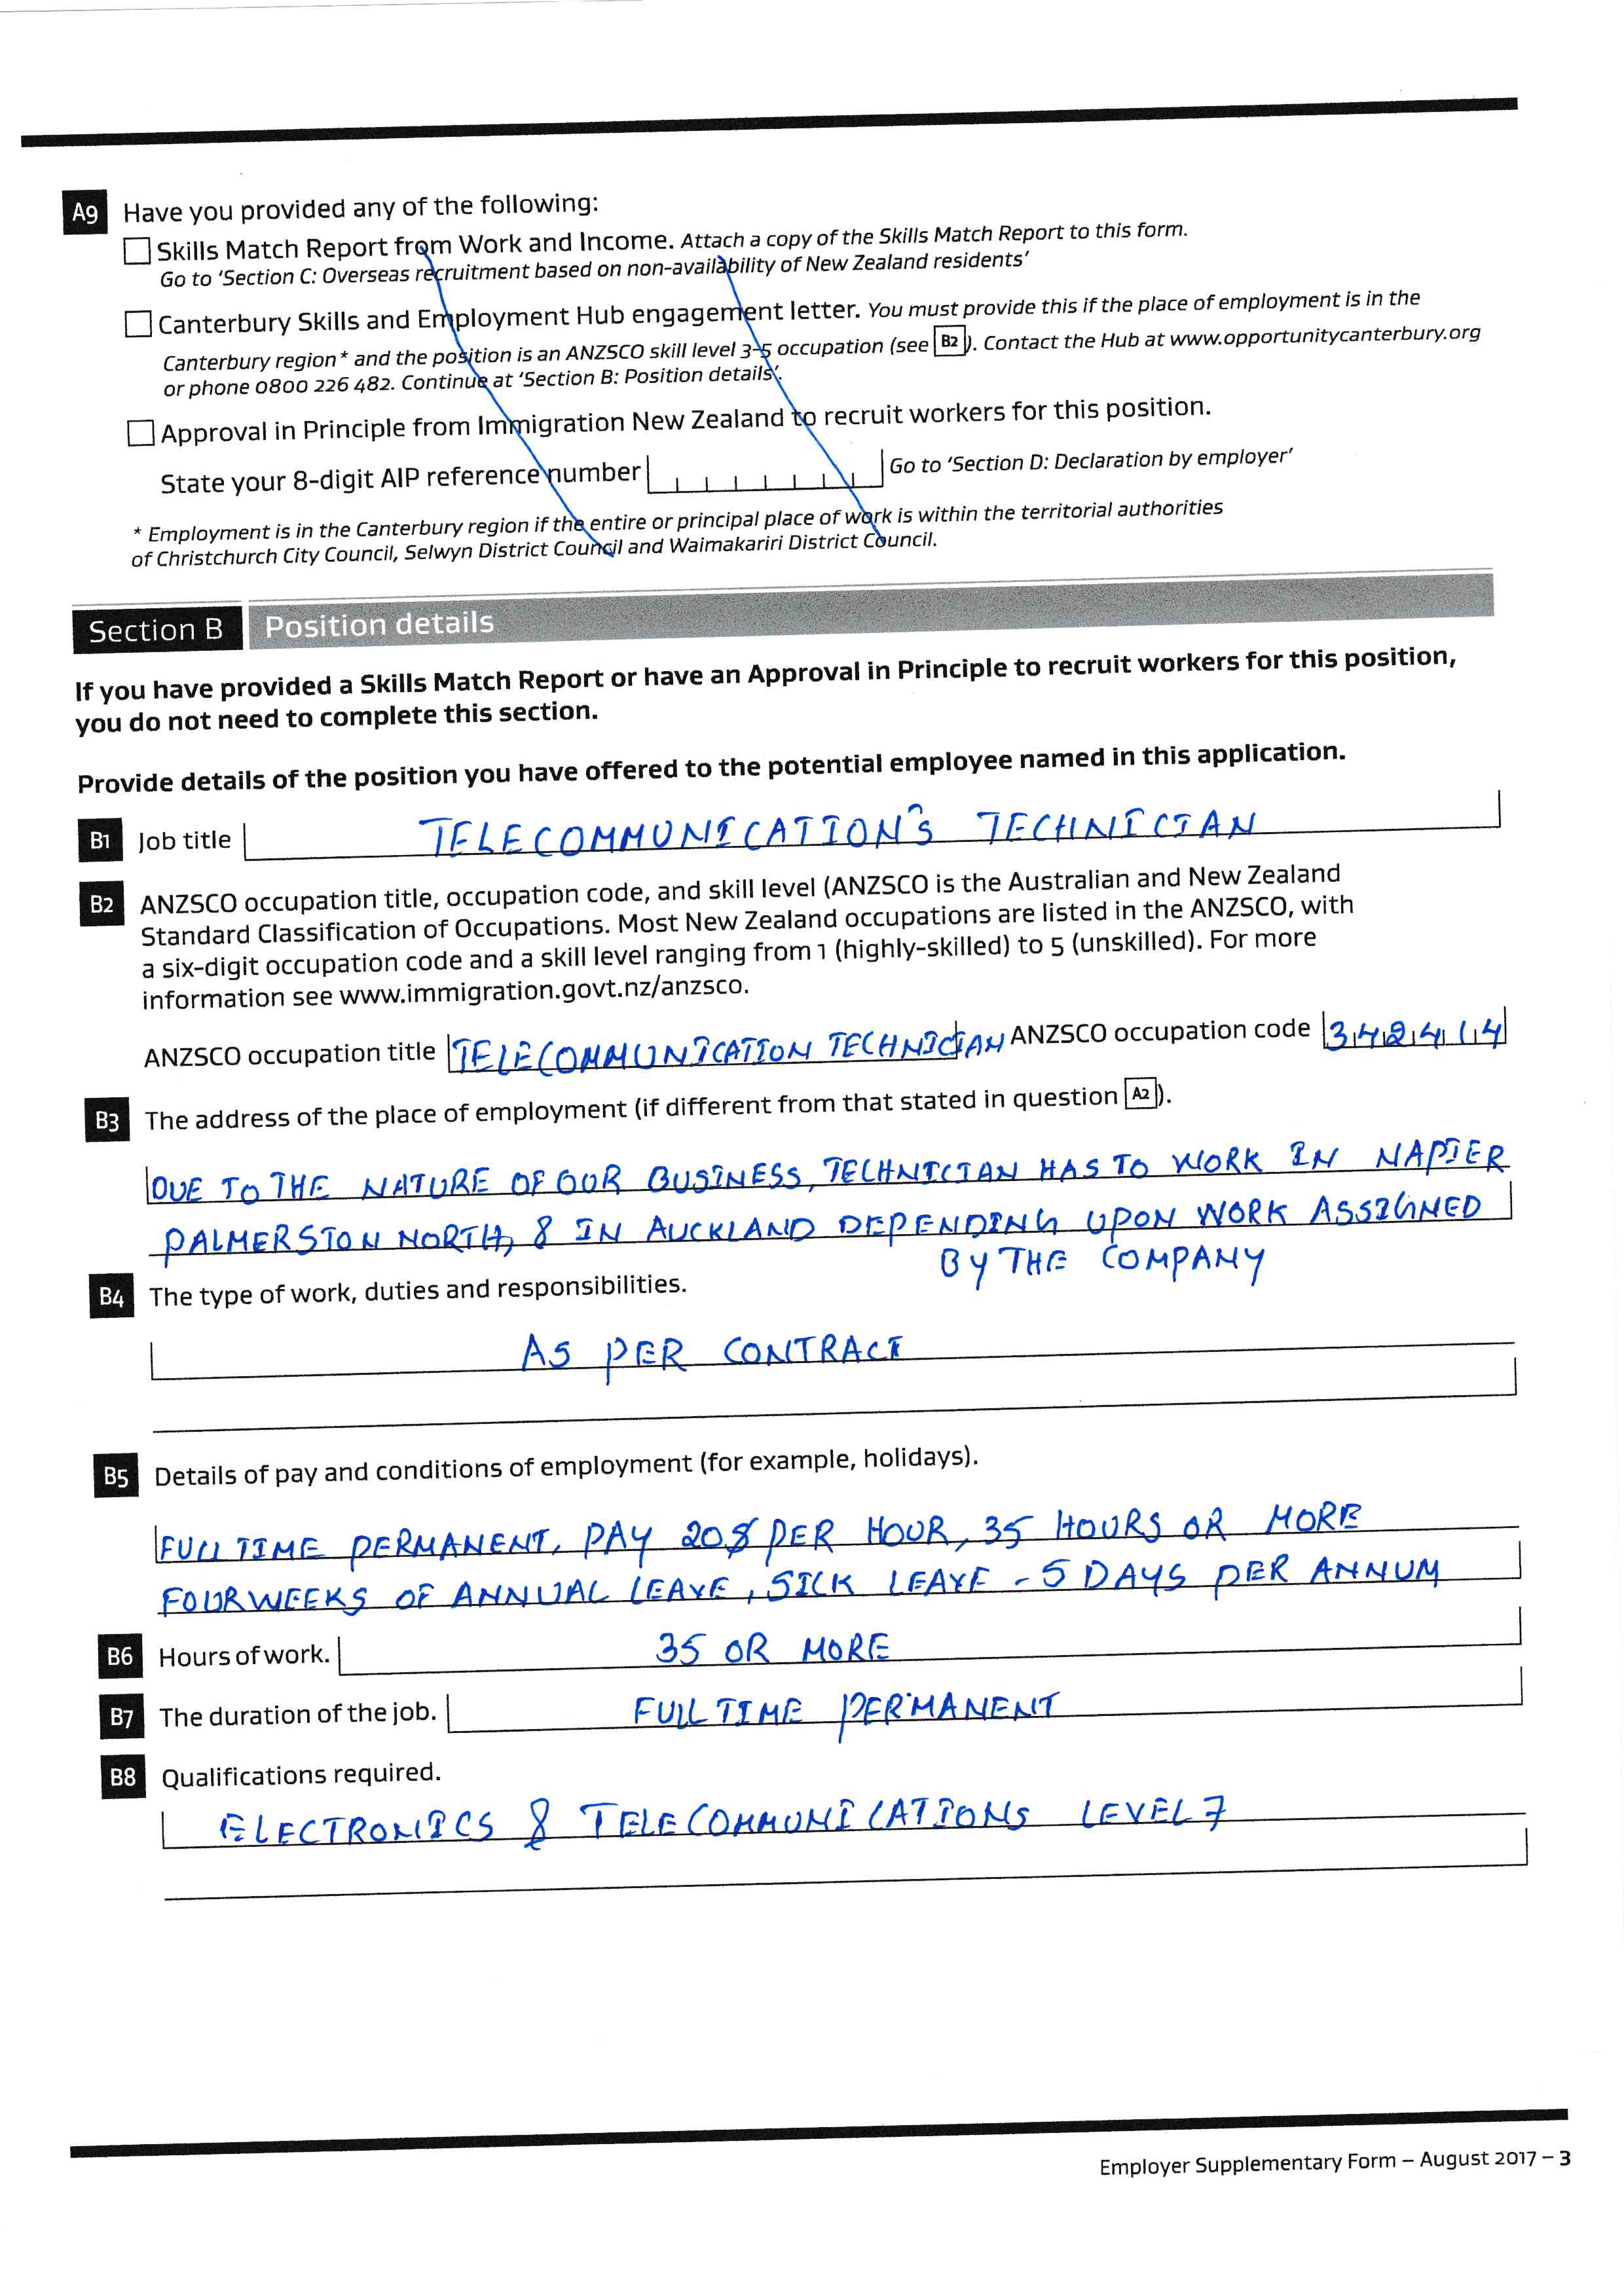 A9 Have you provided any of the following:
Skills Match Report from Work and Income. Attach a copy of the Skills Match Report to this form.
Go to 'Section C: Overseas recruitment based on non-availability of New Zealand residents'
Canterbury Skills and Employment Hub engagement letter. You must provide this if the place of employment is in the
Canterbury region* and the position is an ANZSCO skill level 3-5 occupation (see B2). Contact the Hub at www.opportunitycanterbury.org
or phone 0800 226 482. Continue at 'Section B: Position details'.
Approval in Principle from Immigration New Zealand to recruit workers for this position.
State your 8-digit AIP reference number Go to 'Section D: Declaration by employer'
* Employment is in the Canterbury region if the entire or principal place of work is within the territorial authorities
of Christchurch City Council, Selwyn District Council and Waimakariri District Council.
Section B Position details
If you have provided a Skills Match Report or have an Approval in Principle to recruit workers for this position,
you do not need to complete this section.
Provide details of the position you have offered to the potential employee named in this application.
B1 Job title TELECOMMUNICATION'S TECHNICIAN
B2 ANZSCO occupation title, occupation code, and skill level (ANZSCO is the Australian and New Zealand
Standard Classification of Occupations. Most New Zealand occupations are listed in the ANZSCO, with
a six-digit occupation code and a skill level ranging from 1 (highly-skilled) to 5 (unskilled). For more
information see www.immigration.govt.nz/anzsco.
ANZSCO occupation title TELECOMMUNICATION TECHNICIAN ANZSCO occupation code 342414
B3 The address of the place of employment (if different from that stated in question A2).
DUE TO THE NATURE OF OUR BUSINESS, TECHNICIAN HAS TO WORK IN NAPIER
PALMERSTON NORTH, & IN AUCKLAND DEPENDING UPON WORK ASSIGNED
BY THE COMPANY
B4 The type of work, duties and responsibilities.
AS PER CONTRACT
B5 Details of pay and conditions of employment (for example, holidays).
FULL TIME PERMANENT, PAY 20$ PER HOUR, 35 HOURS OR MORE
FOUR WEEKS OF ANNUAL LEAVE, SICK LEAVE - 5 DAYS PER ANNUM
B6 Hours of work. 35 OR MORE
B7 The duration of the job. FULL TIME PERMANENT
B8 Qualifications required.
ELECTRONICS & TELECOMMUNICATIONS LEVEL 7
Employer Supplementary Form – August 2017 – 3